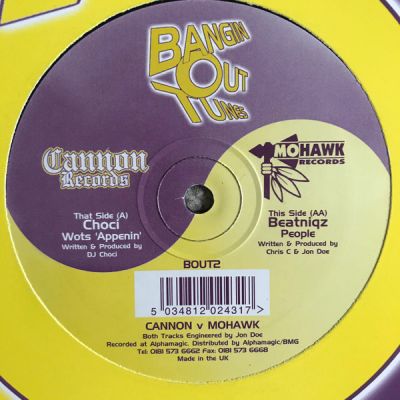 BANGIN
OUT
TUNES
Cannon
Records
MOHAWK
RECORDS
That Side (A)
Choci
Wots 'Appenin'
Written & Produced by
DJ Choci
This Side (AA)
Beatniqz
People
Written & Produced by
Chris C & Jon Doe
BOUT2
5 034812 024317 >
CANNON v MOHAWK
Both Tracks Engineered by Jon Doe
Recorded at Alphamagic. Distributed by Alphamagic/BMG
Tel: 0181 573 6662 Fax: 0181 573 6668
Made in the UK